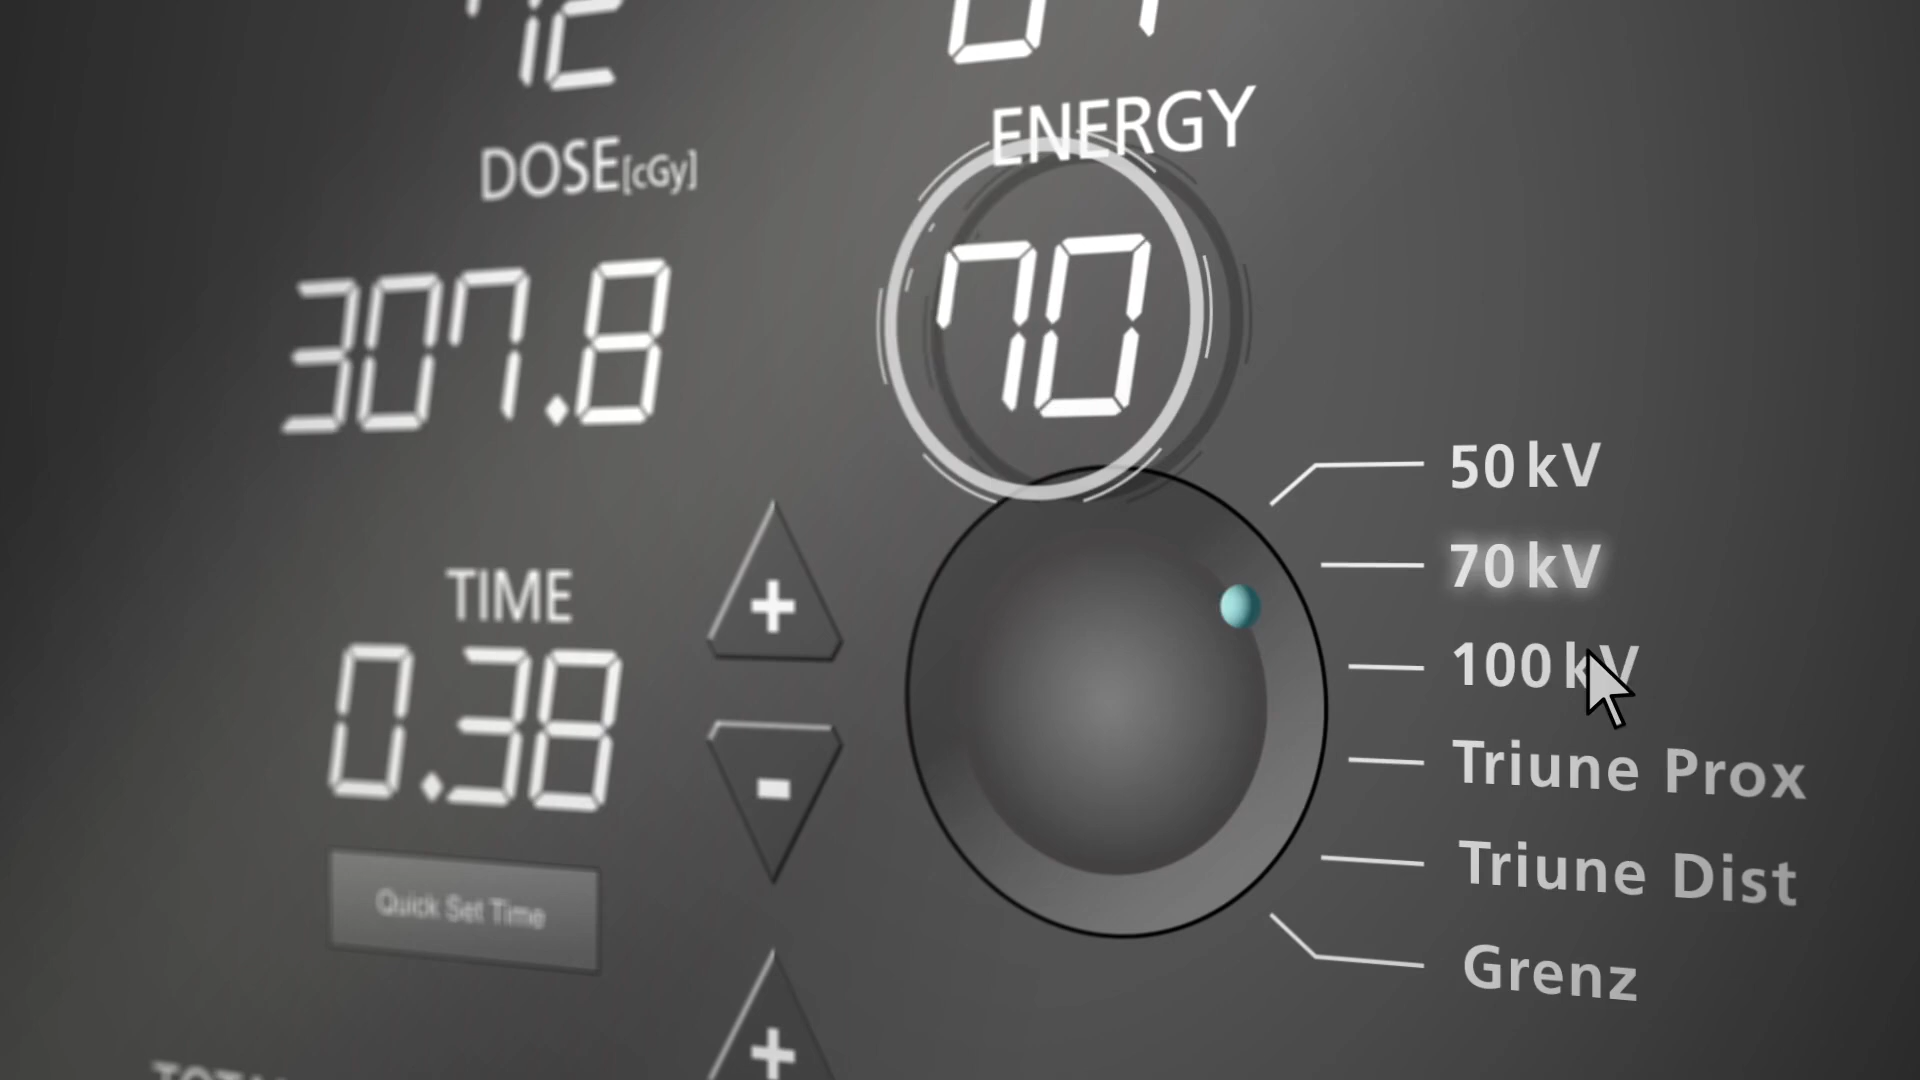 ENERGY
DOSE[cGy]
307.8
70
50 kV
70 kV
100 kV
TIME
0.38
Triune Prox
Triune Dist
Quick Set Time
Grenz